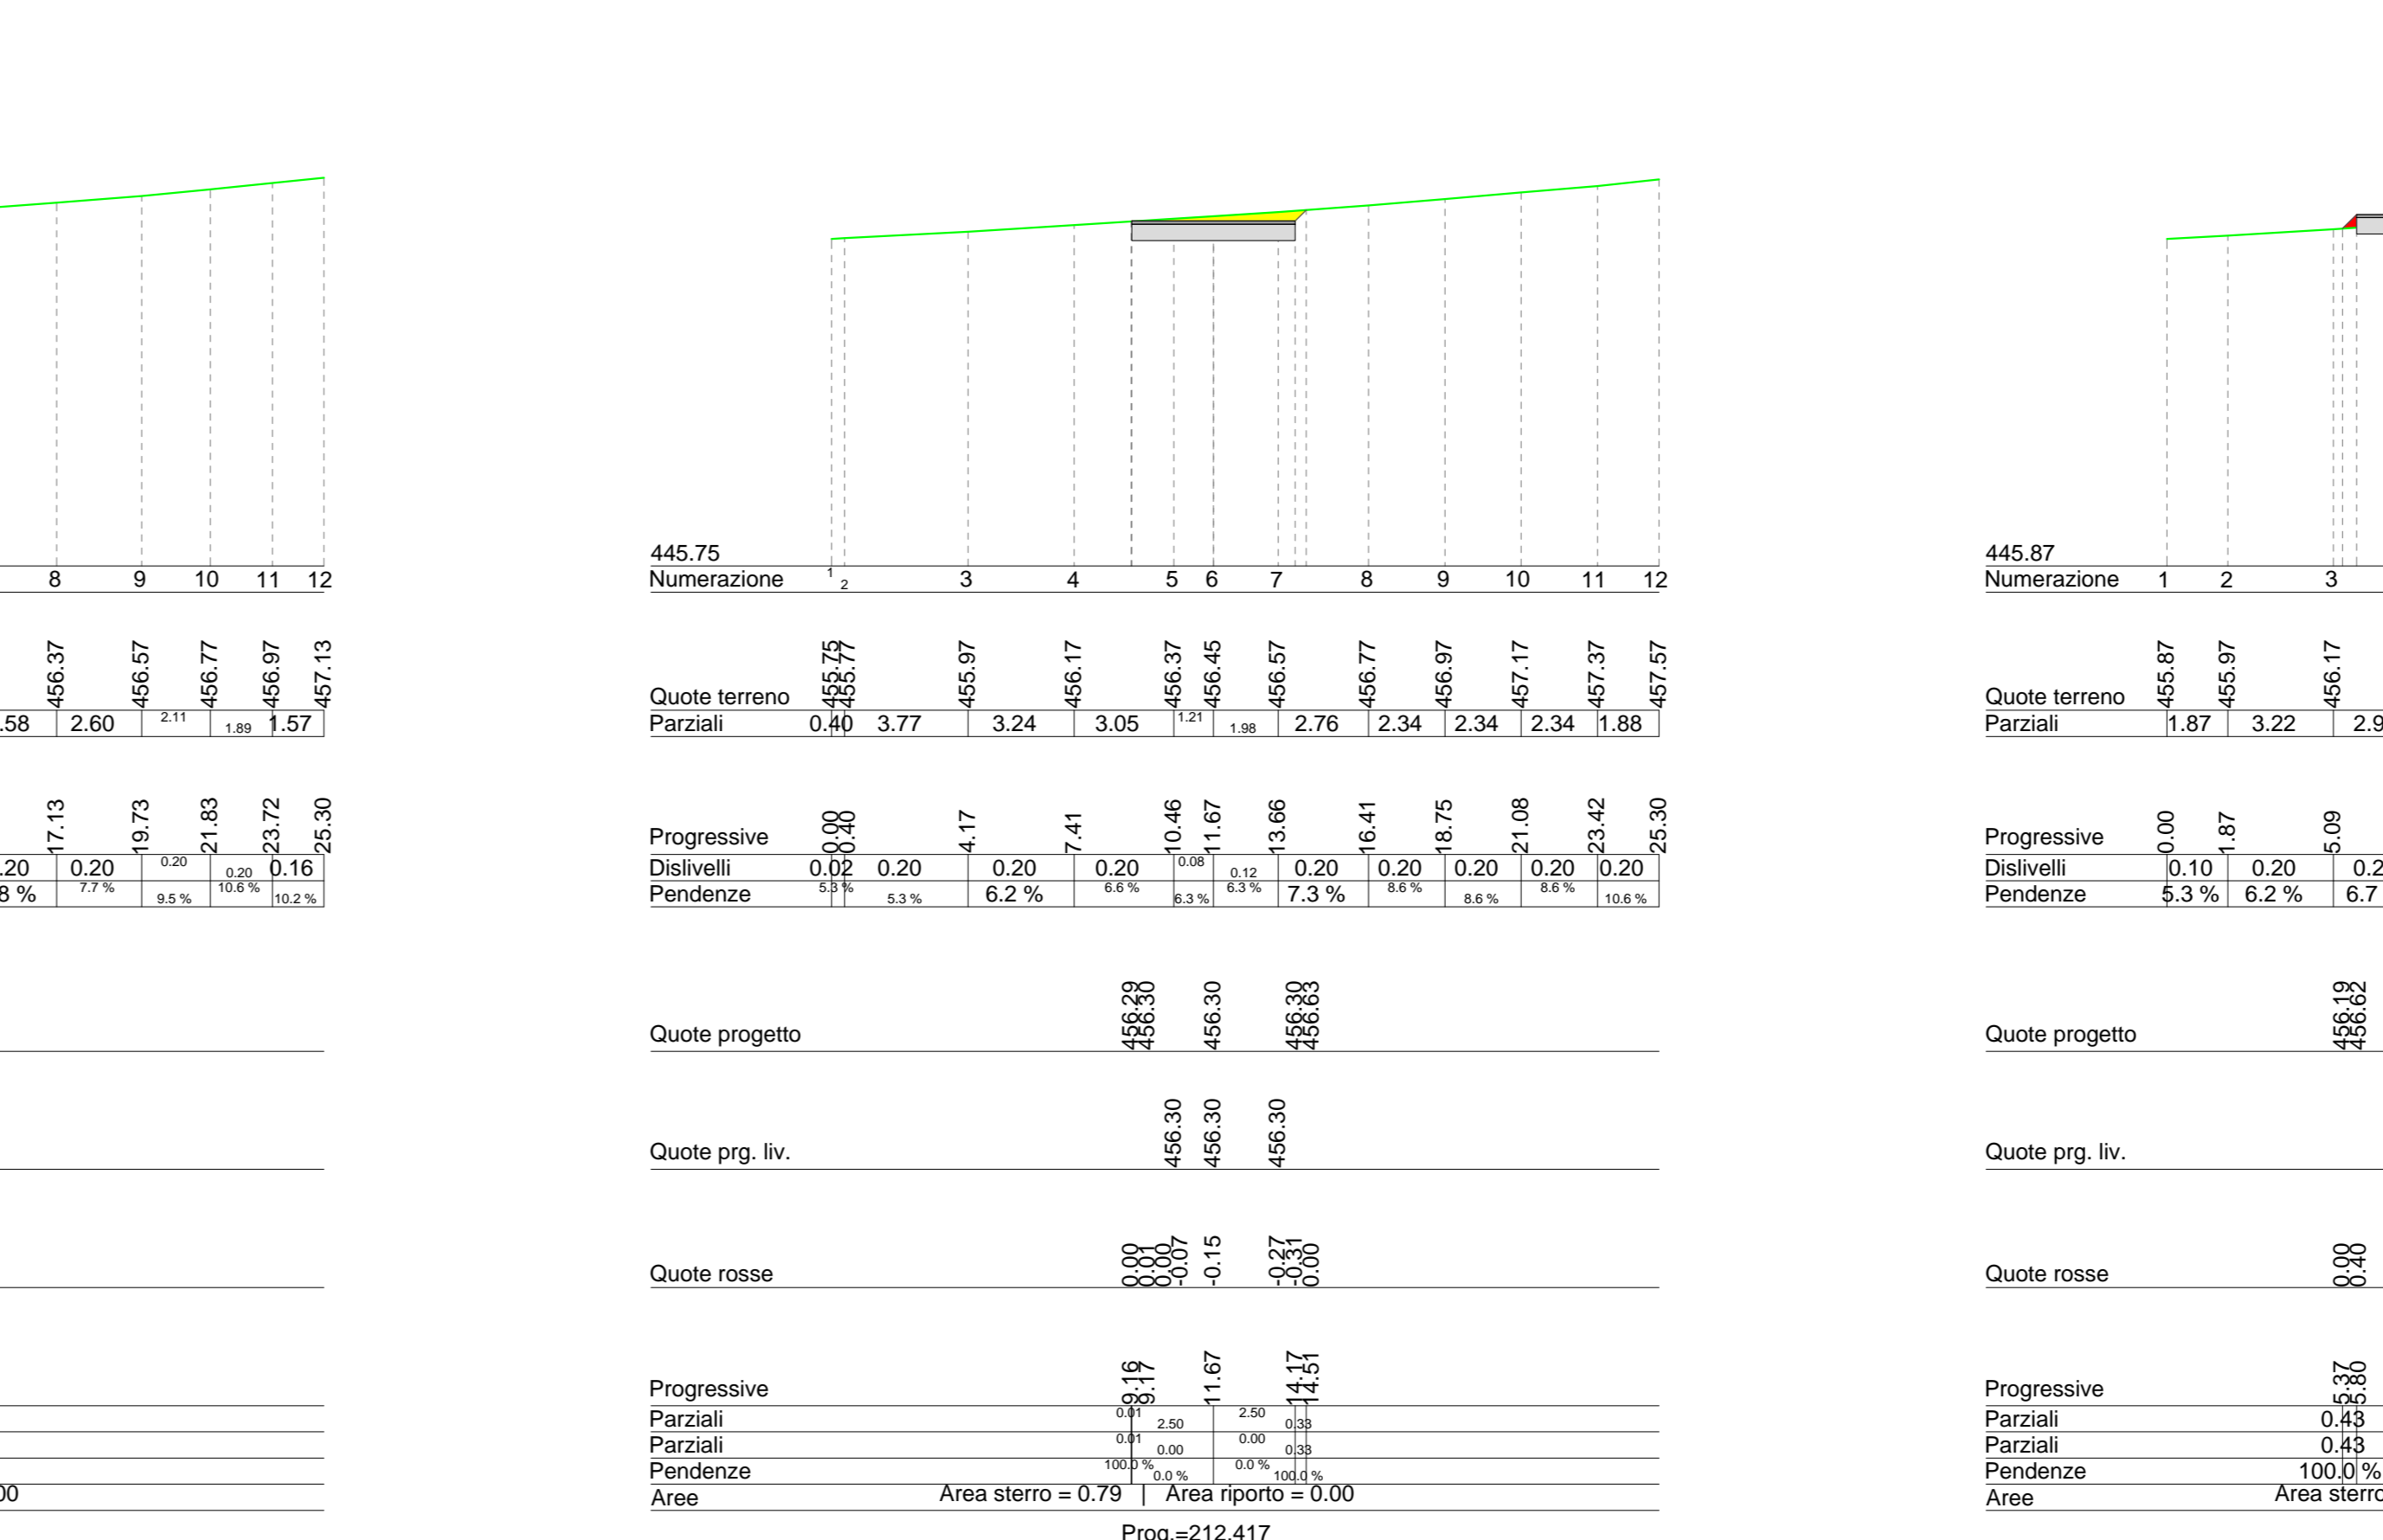 445.75
445.87
8 9 10 11 12
Numerazione 1 2 3 4 5 6 7 8 9 10 11 12
Numerazione 1 2 3
456.37 456.57 456.77 456.97 457.13
Quote terreno 455.75 455.77 455.97 456.17 456.37 456.45 456.57 456.77 456.97 457.17 457.37 457.57
Quote terreno 455.87 455.97 456.17
.58 2.60 2.11 1.89 1.57
Parziali 0.40 3.77 3.24 3.05 1.21 1.98 2.76 2.34 2.34 2.34 1.88
Parziali 1.87 3.22 2.9
17.13 19.73 21.83 23.72 25.30
Progressive 0.00 0.40 4.17 7.41 10.46 11.67 13.66 16.41 18.75 21.08 23.42 25.30
Progressive 0.00 1.87 5.09
.20 0.20 0.20 0.20 0.16
Dislivelli 0.02 0.20 0.20 0.20 0.08 0.12 0.20 0.20 0.20 0.20 0.20
Dislivelli 0.10 0.20 0.2
8 % 7.7 % 9.5 % 10.6 % 10.2 %
Pendenze 5.3 % 5.3 % 6.2 % 6.6 % 6.3 % 6.3 % 7.3 % 8.6 % 8.6 % 8.6 % 10.6 %
Pendenze 5.3 % 6.2 % 6.7
Quote progetto 456.29 456.30 456.30 456.30 456.63
Quote progetto 456.19 456.62
Quote prg. liv. 456.30 456.30 456.30
Quote prg. liv.
Quote rosse 0.00 0.01 0.00 -0.07 -0.15 -0.27 -0.31 0.00
Quote rosse 0.00 0.40
Progressive 9.16 9.17 11.67 14.17 14.51
Progressive 5.37 5.80
Parziali 0.01 2.50 2.50 0.33
Parziali 0.43
Parziali 0.01 0.00 0.00 0.33
Parziali 0.43
Pendenze 100.0 % 0.0 % 0.0 % 100.0 %
Pendenze 100.0 %
00
Aree Area sterro = 0.79 | Area riporto = 0.00
Aree Area sterro
Prog.=212.417